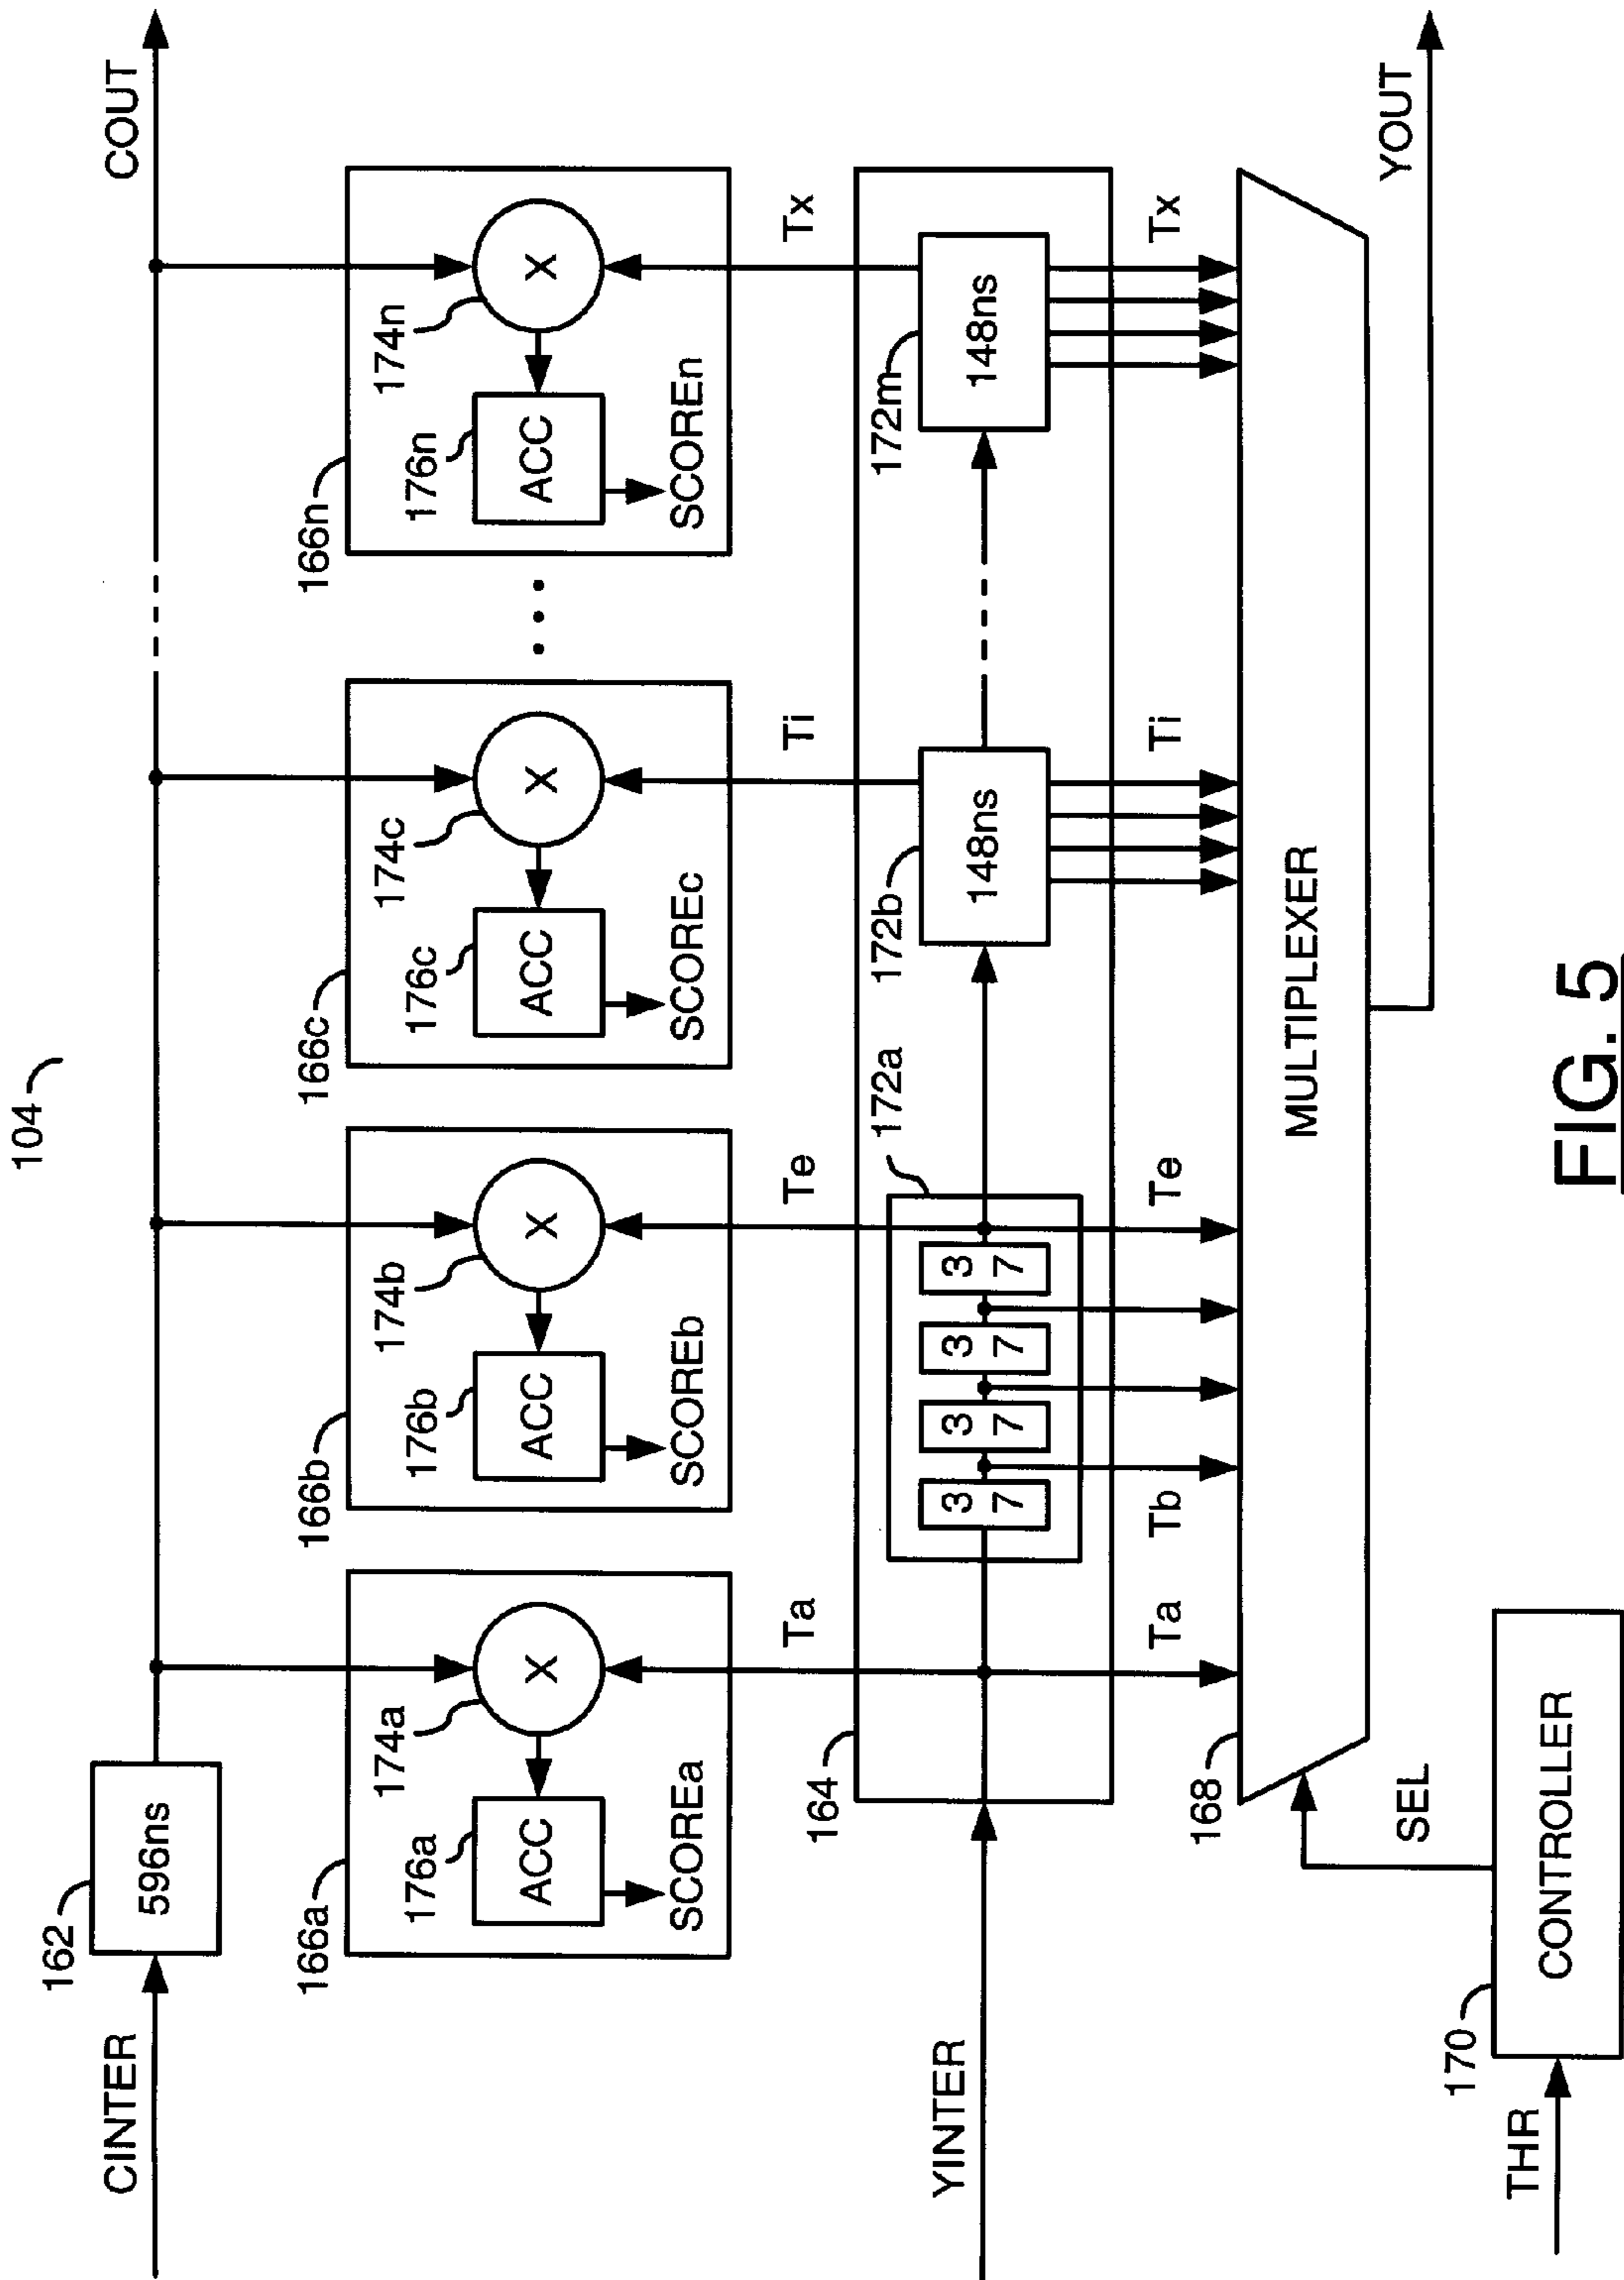 104
CINTER
162
596ns
COUT
166a
174a
X
176a
ACC
SCOREa
166b
174b
X
176b
ACC
SCOREb
166c
174c
X
176c
ACC
SCOREc
. . .
166n
174n
X
176n
ACC
SCOREn
Ta
Te
Ti
Tx
YINTER
164
172a
3 7
3 7
3 7
3 7
172b
148ns
172m
148ns
Ta
Tb
Te
Ti
Tx
168
MULTIPLEXER
SEL
YOUT
THR
170
CONTROLLER
FIG. 5